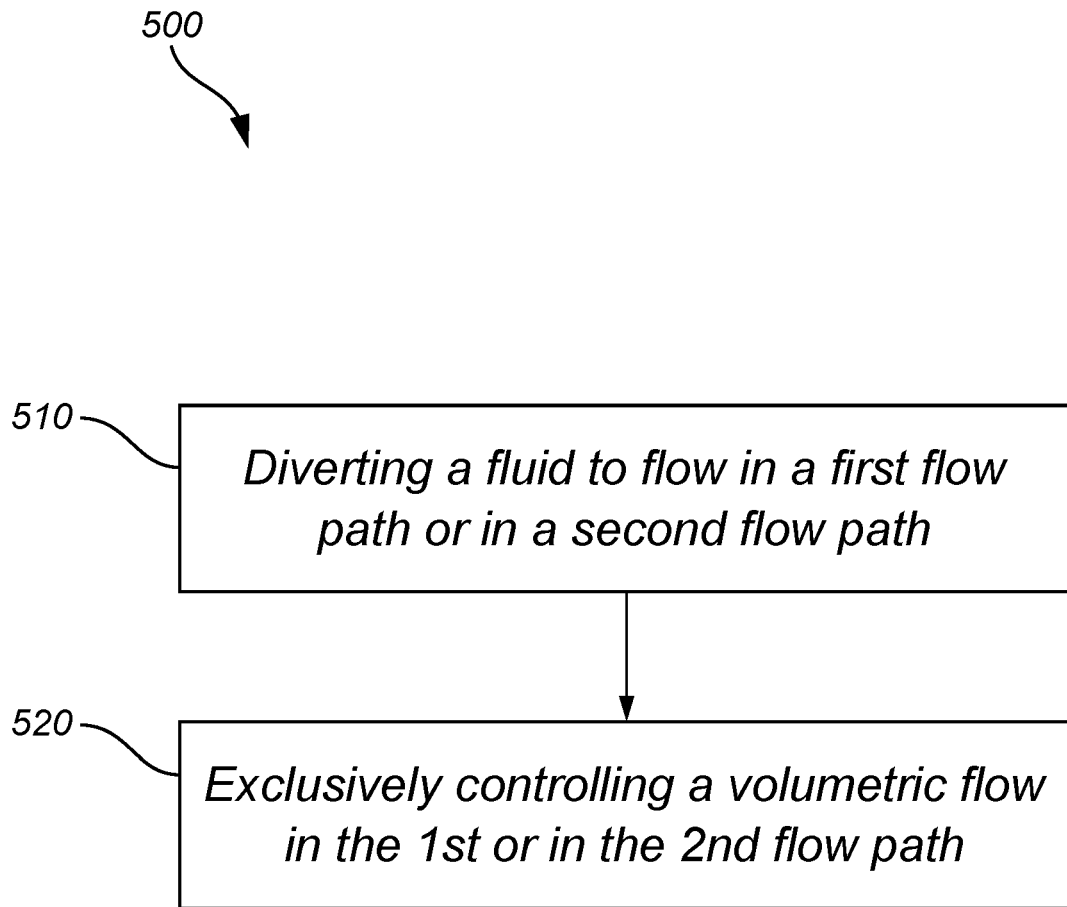 500
510
Diverting a fluid to flow in a first flow
path or in a second flow path
520
Exclusively controlling a volumetric flow
in the 1st or in the 2nd flow path